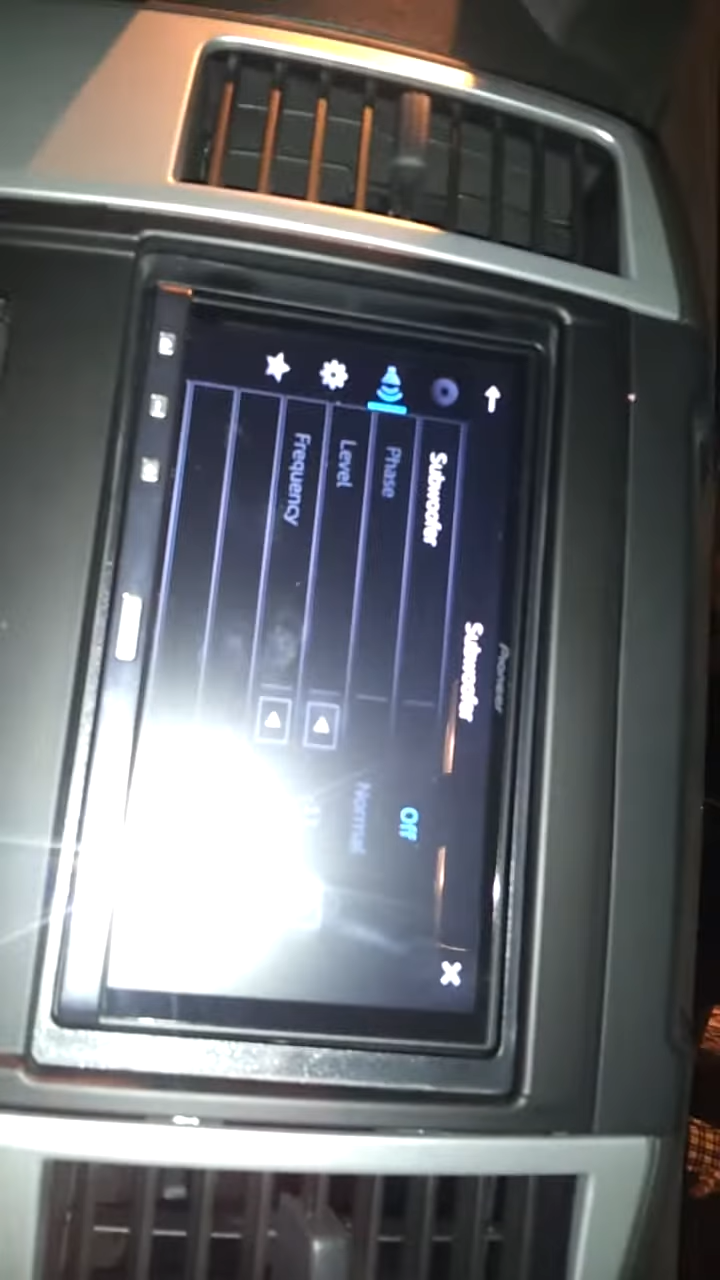 Pioneer
Subwoofer
Subwoofer Off
Phase Normal
Level
Frequency